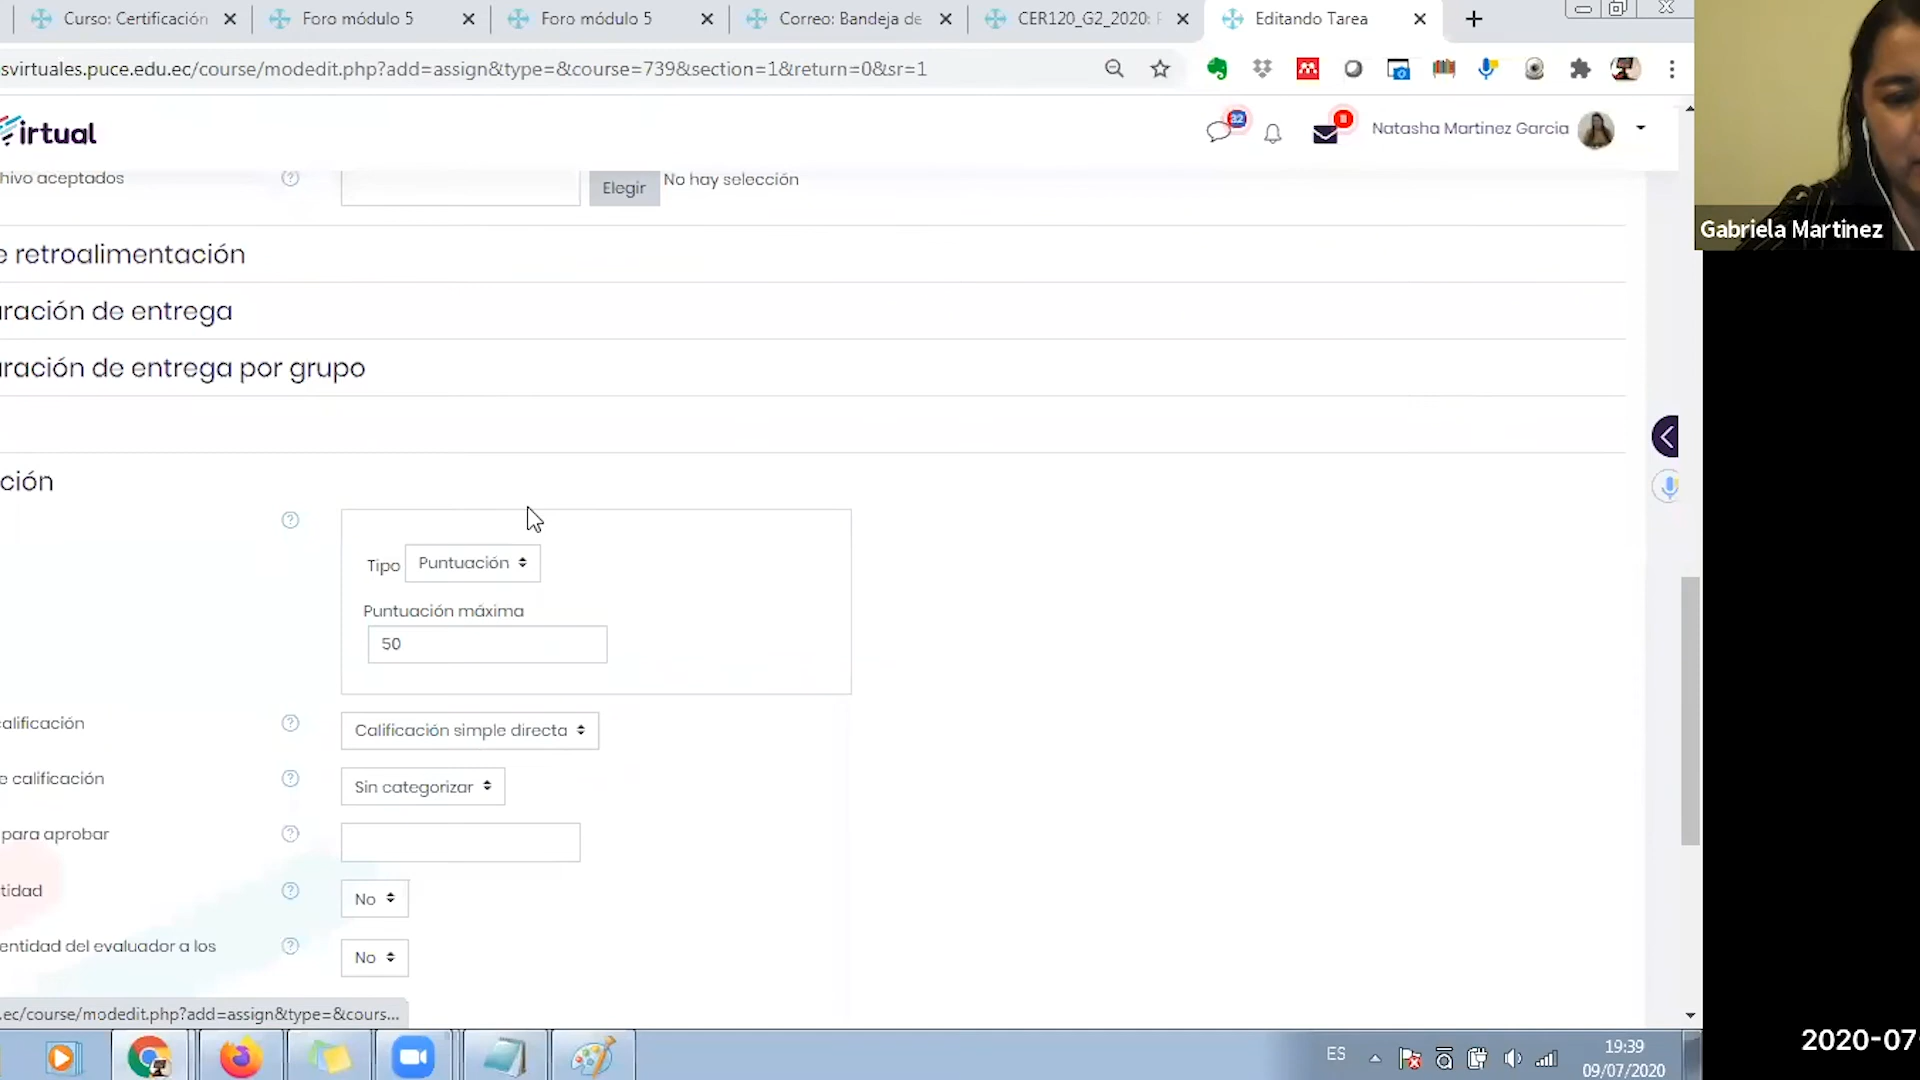 Curso: Certificación
Foro módulo 5
Foro módulo 5
Correo: Bandeja de
CER120_G2_2020:
Editando Tarea
svirtuales.puce.edu.ec/course/modedit.php?add=assign&type=&course=739&section=1&return=0&sr=1
irtual
32
Natasha Martinez Garcia
Gabriela Martinez
hivo aceptados
Elegir
No hay selección
e retroalimentación
uración de entrega
uración de entrega por grupo
ción
Tipo
Puntuación
Puntuación máxima
50
calificación
Calificación simple directa
e calificación
Sin categorizar
para aprobar
tidad
No
entidad del evaluador a los
No
.ec/course/modedit.php?add=assign&type=&cours...
ES
19:39
09/07/2020
2020-07